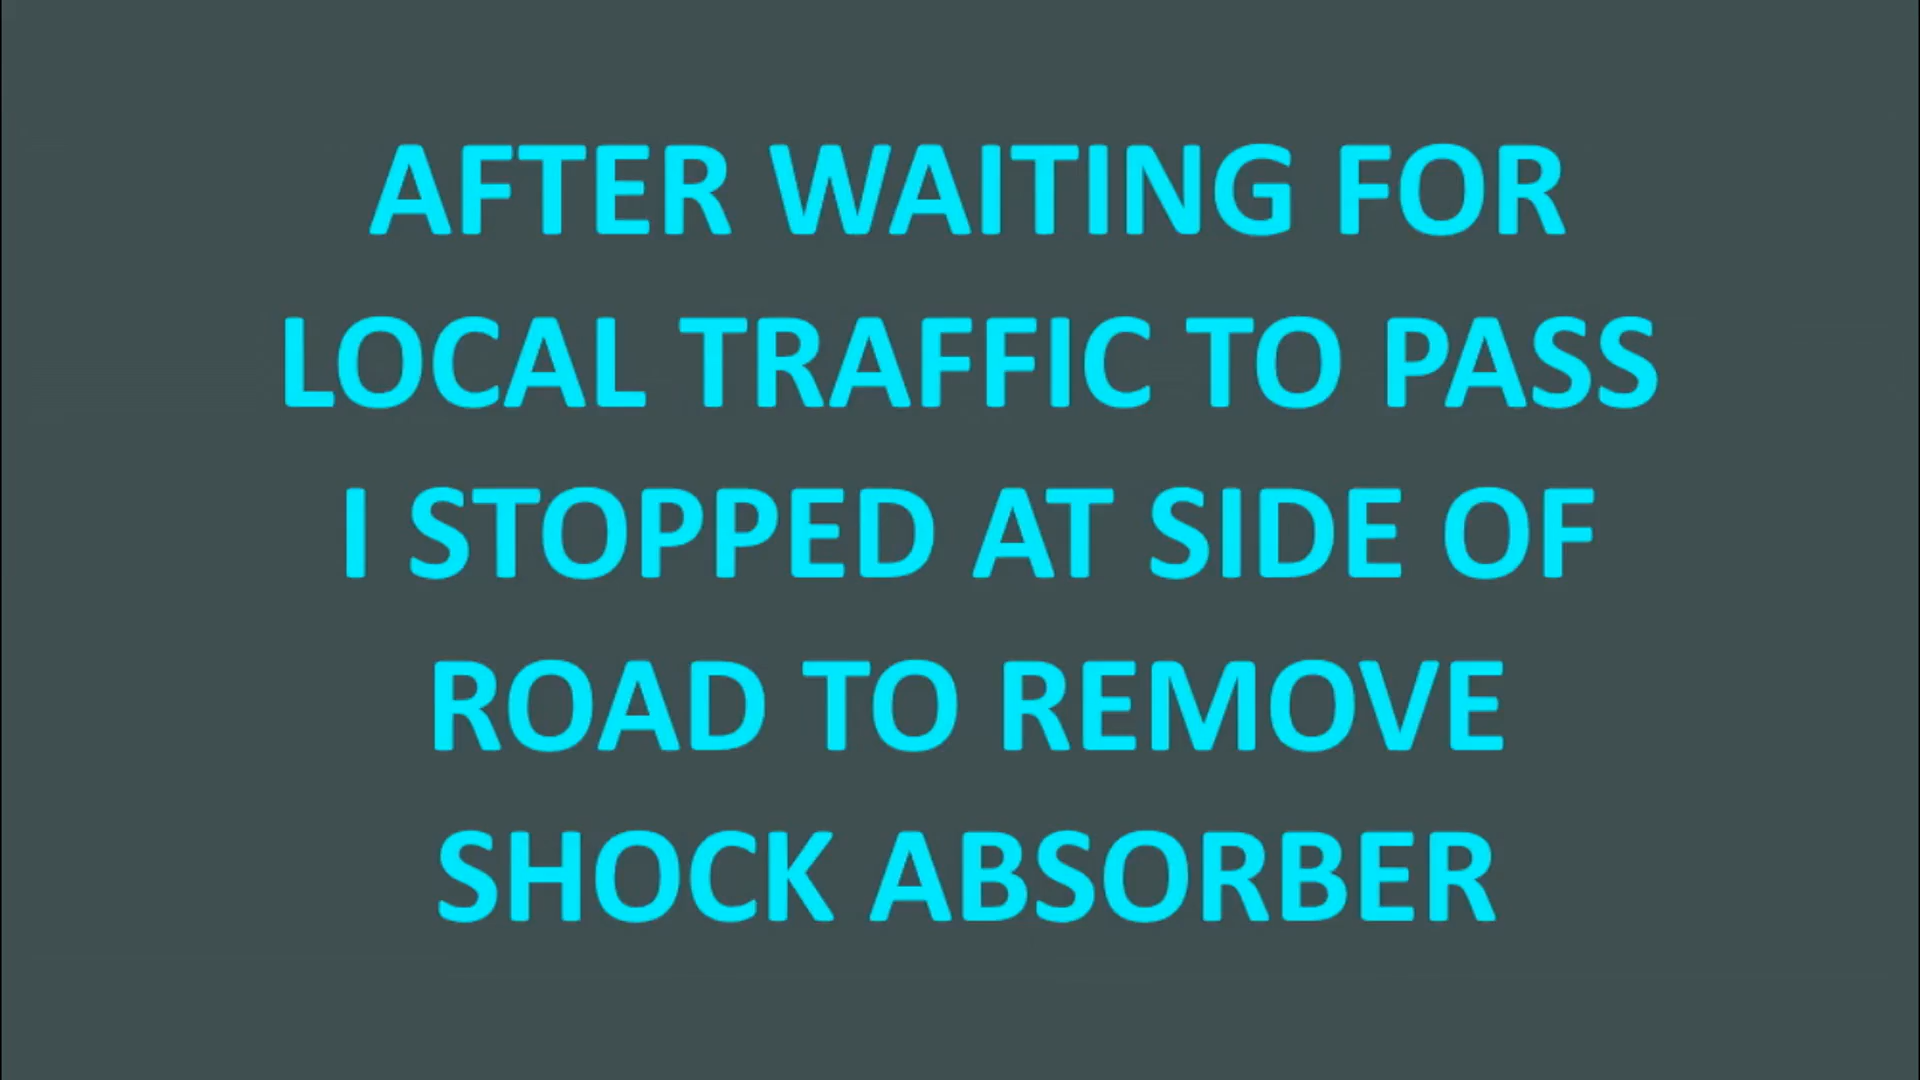 AFTER WAITING FOR
LOCAL TRAFFIC TO PASS
I STOPPED AT SIDE OF
ROAD TO REMOVE
SHOCK ABSORBER